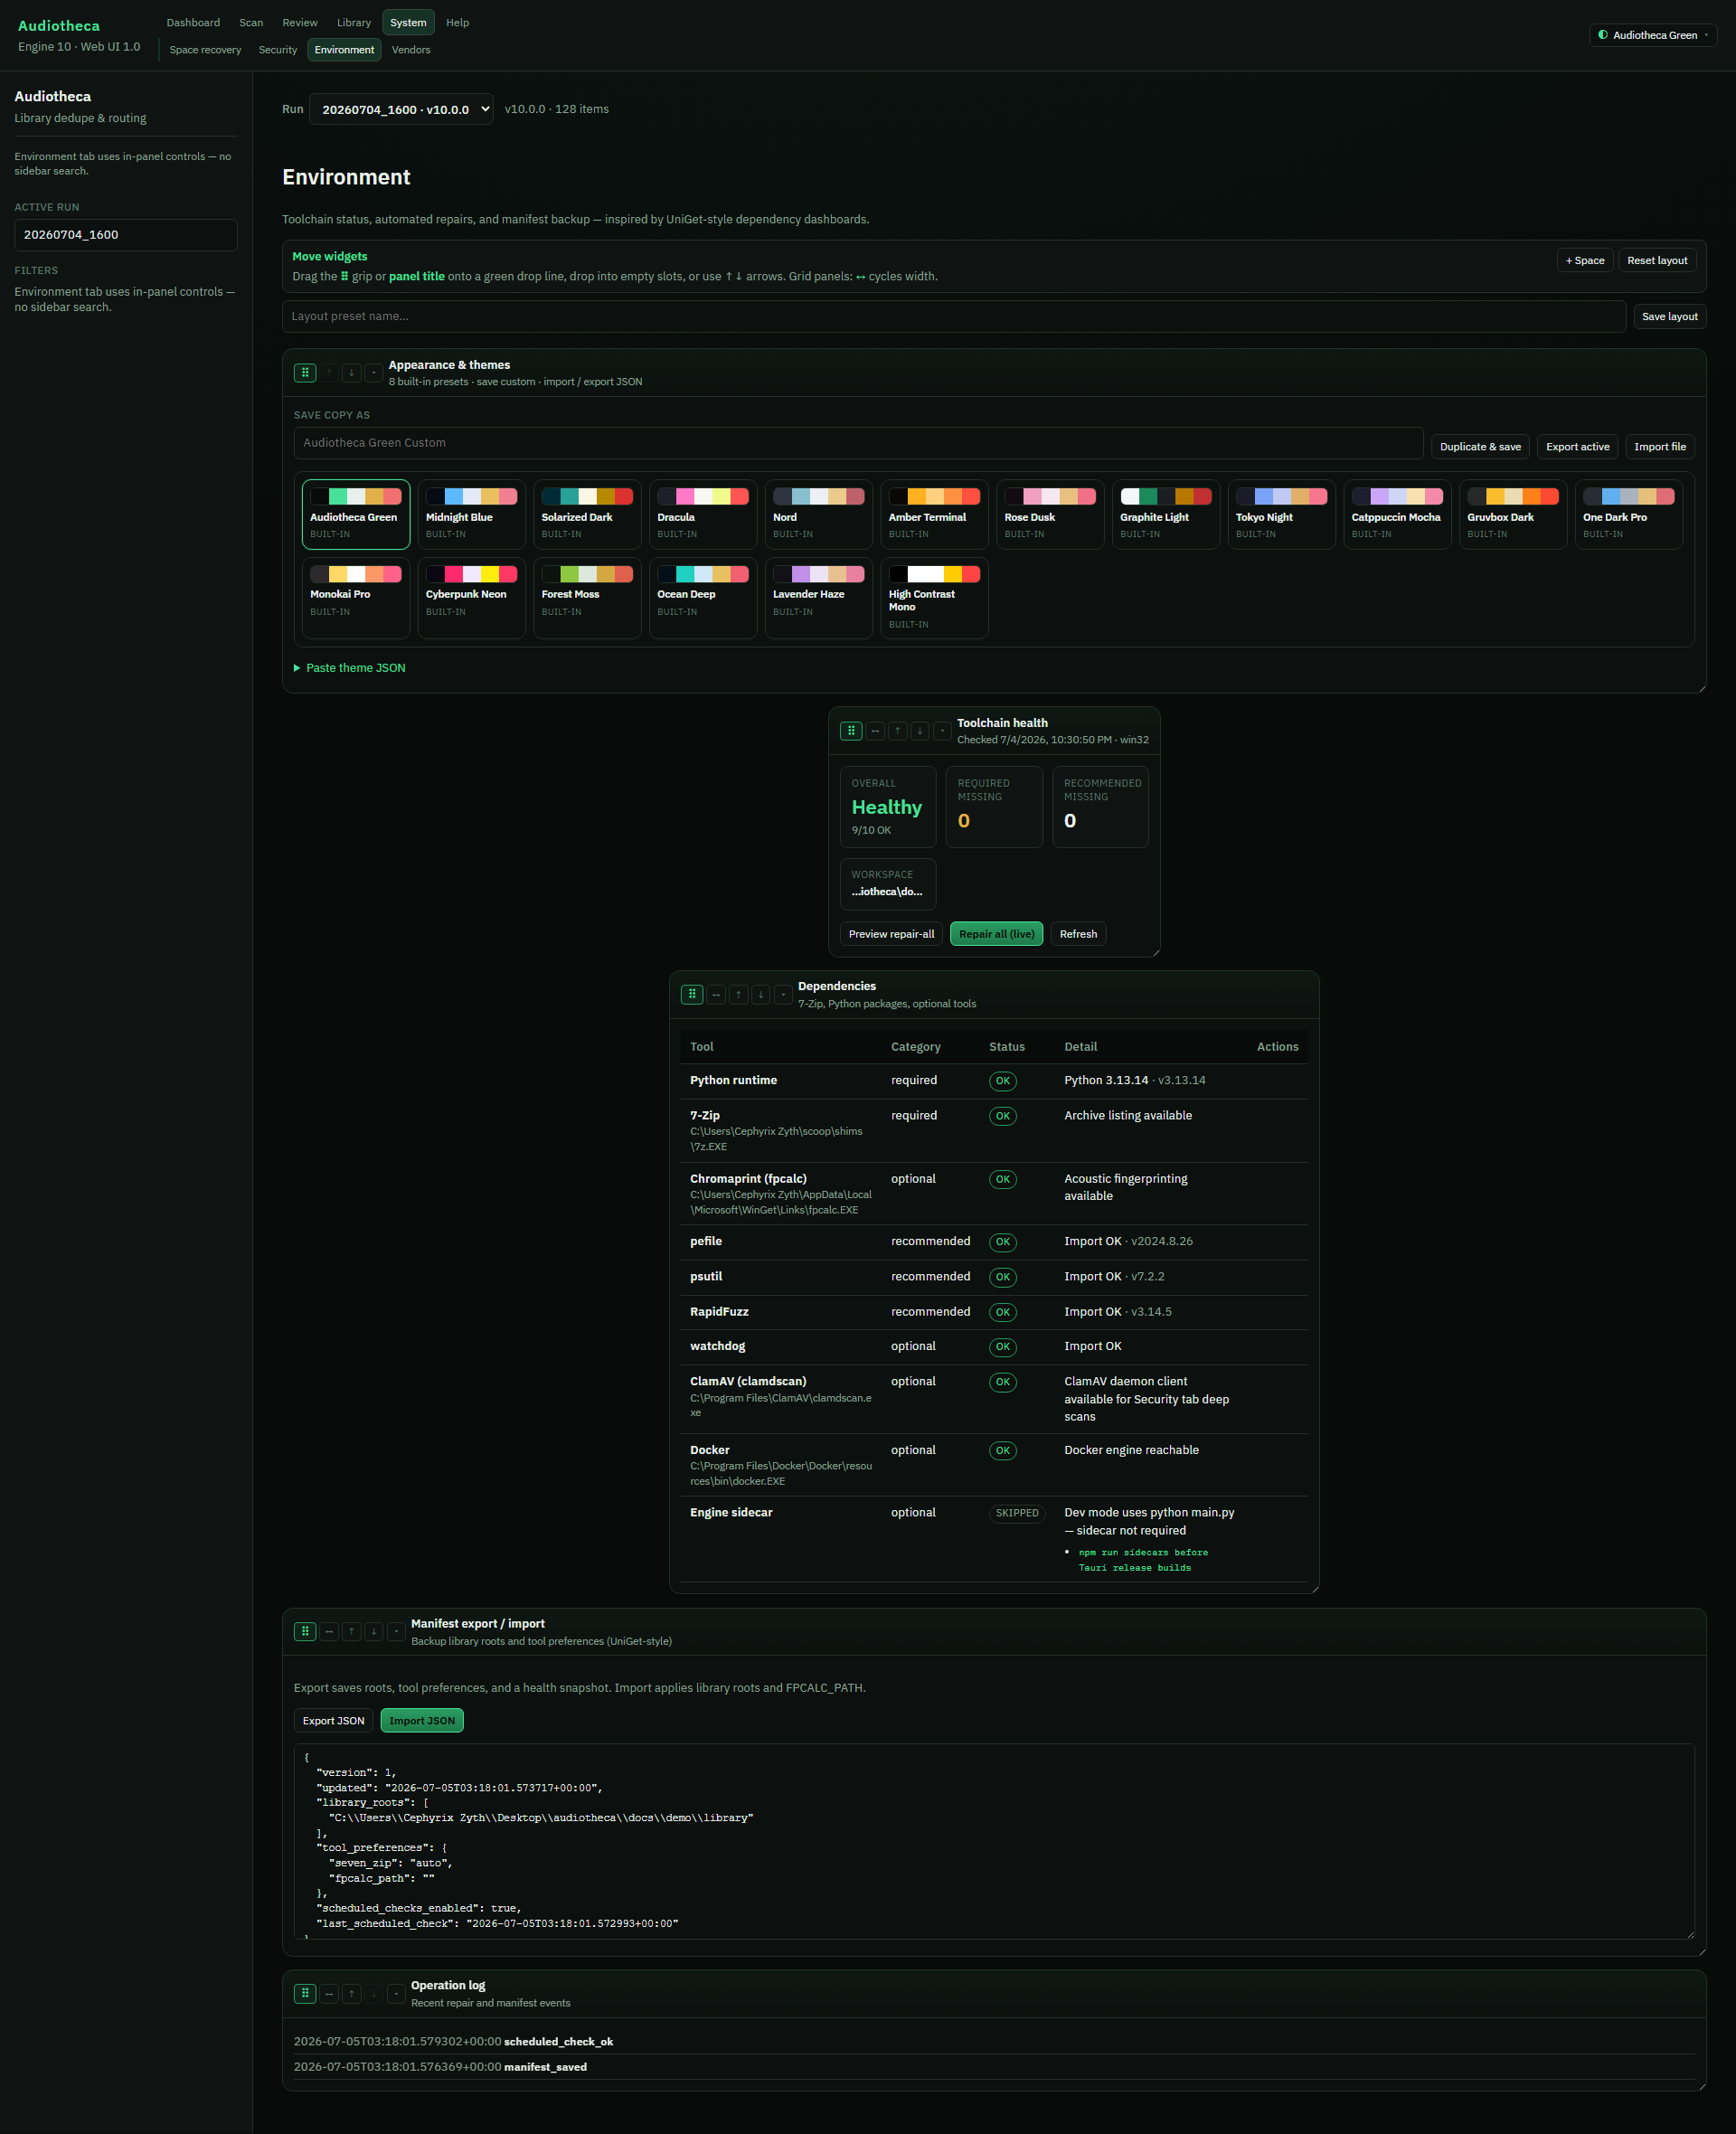 Audiotheca
Engine 10 · Web UI 1.0
Dashboard Scan Review Library System Help
Space recovery Security Environment Vendors
Audiotheca Green
Audiotheca
Library dedupe & routing
Environment tab uses in-panel controls — no
sidebar search.
ACTIVE RUN
20260704_1600
FILTERS
Environment tab uses in-panel controls —
no sidebar search.
Run 20260704_1600 · v10.0.0 v10.0.0 · 128 items
Environment
Toolchain status, automated repairs, and manifest backup — inspired by UniGet-style dependency dashboards.
Move widgets
Drag the ⠿ grip or panel title onto a green drop line, drop into empty slots, or use ↑ ↓ arrows. Grid panels: ↔ cycles width.
+ Space Reset layout
Layout preset name... Save layout
Appearance & themes
8 built-in presets · save custom · import / export JSON
SAVE COPY AS
Audiotheca Green Custom Duplicate & save Export active Import file
Audiotheca Green Midnight Blue Solarized Dark Dracula Nord Amber Terminal Rose Dusk Graphite Light Tokyo Night Catppuccin Mocha Gruvbox Dark One Dark Pro
BUILT-IN BUILT-IN BUILT-IN BUILT-IN BUILT-IN BUILT-IN BUILT-IN BUILT-IN BUILT-IN BUILT-IN BUILT-IN BUILT-IN
Monokai Pro Cyberpunk Neon Forest Moss Ocean Deep Lavender Haze High Contrast
Mono
BUILT-IN BUILT-IN BUILT-IN BUILT-IN BUILT-IN BUILT-IN
▶ Paste theme JSON
Toolchain health
Checked 7/4/2026, 10:30:50 PM · win32
OVERALL
Healthy
9/10 OK
REQUIRED
MISSING
0
RECOMMENDED
MISSING
0
WORKSPACE
...iotheca\do...
Preview repair-all Repair all (live) Refresh
Dependencies
7-Zip, Python packages, optional tools
Tool Category Status Detail Actions
Python runtime required OK Python 3.13.14 · v3.13.14
7-Zip required OK Archive listing available
C:\Users\Cephyrix Zyth\scoop\shims
\7z.EXE
Chromaprint (fpcalc) optional OK Acoustic fingerprinting
available
C:\Users\Cephyrix Zyth\AppData\Local
\Microsoft\WinGet\Links\fpcalc.EXE
pefile recommended OK Import OK · v2024.8.26
psutil recommended OK Import OK · v7.2.2
RapidFuzz recommended OK Import OK · v3.14.5
watchdog optional OK Import OK
ClamAV (clamdscan) optional OK ClamAV daemon client
available for Security tab deep
scans
C:\Program Files\ClamAV\clamdscan.e
xe
Docker optional OK Docker engine reachable
C:\Program Files\Docker\Docker\resou
rces\bin\docker.EXE
Engine sidecar optional SKIPPED Dev mode uses python main.py
— sidecar not required
• npm run sidecars before
Tauri release builds
Manifest export / import
Backup library roots and tool preferences (UniGet-style)
Export saves roots, tool preferences, and a health snapshot. Import applies library roots and FPCALC_PATH.
Export JSON Import JSON
{
"version": 1,
"updated": "2026-07-05T03:18:01.573717+00:00",
"library_roots": [
"C:\\Users\\Cephyrix Zyth\\Desktop\\audiotheca\\docs\\demo\\library"
],
"tool_preferences": {
"seven_zip": "auto",
"fpcalc_path": ""
},
"scheduled_checks_enabled": true,
"last_scheduled_check": "2026-07-05T03:18:01.572993+00:00"
}
Operation log
Recent repair and manifest events
2026-07-05T03:18:01.579302+00:00 scheduled_check_ok
2026-07-05T03:18:01.576369+00:00 manifest_saved